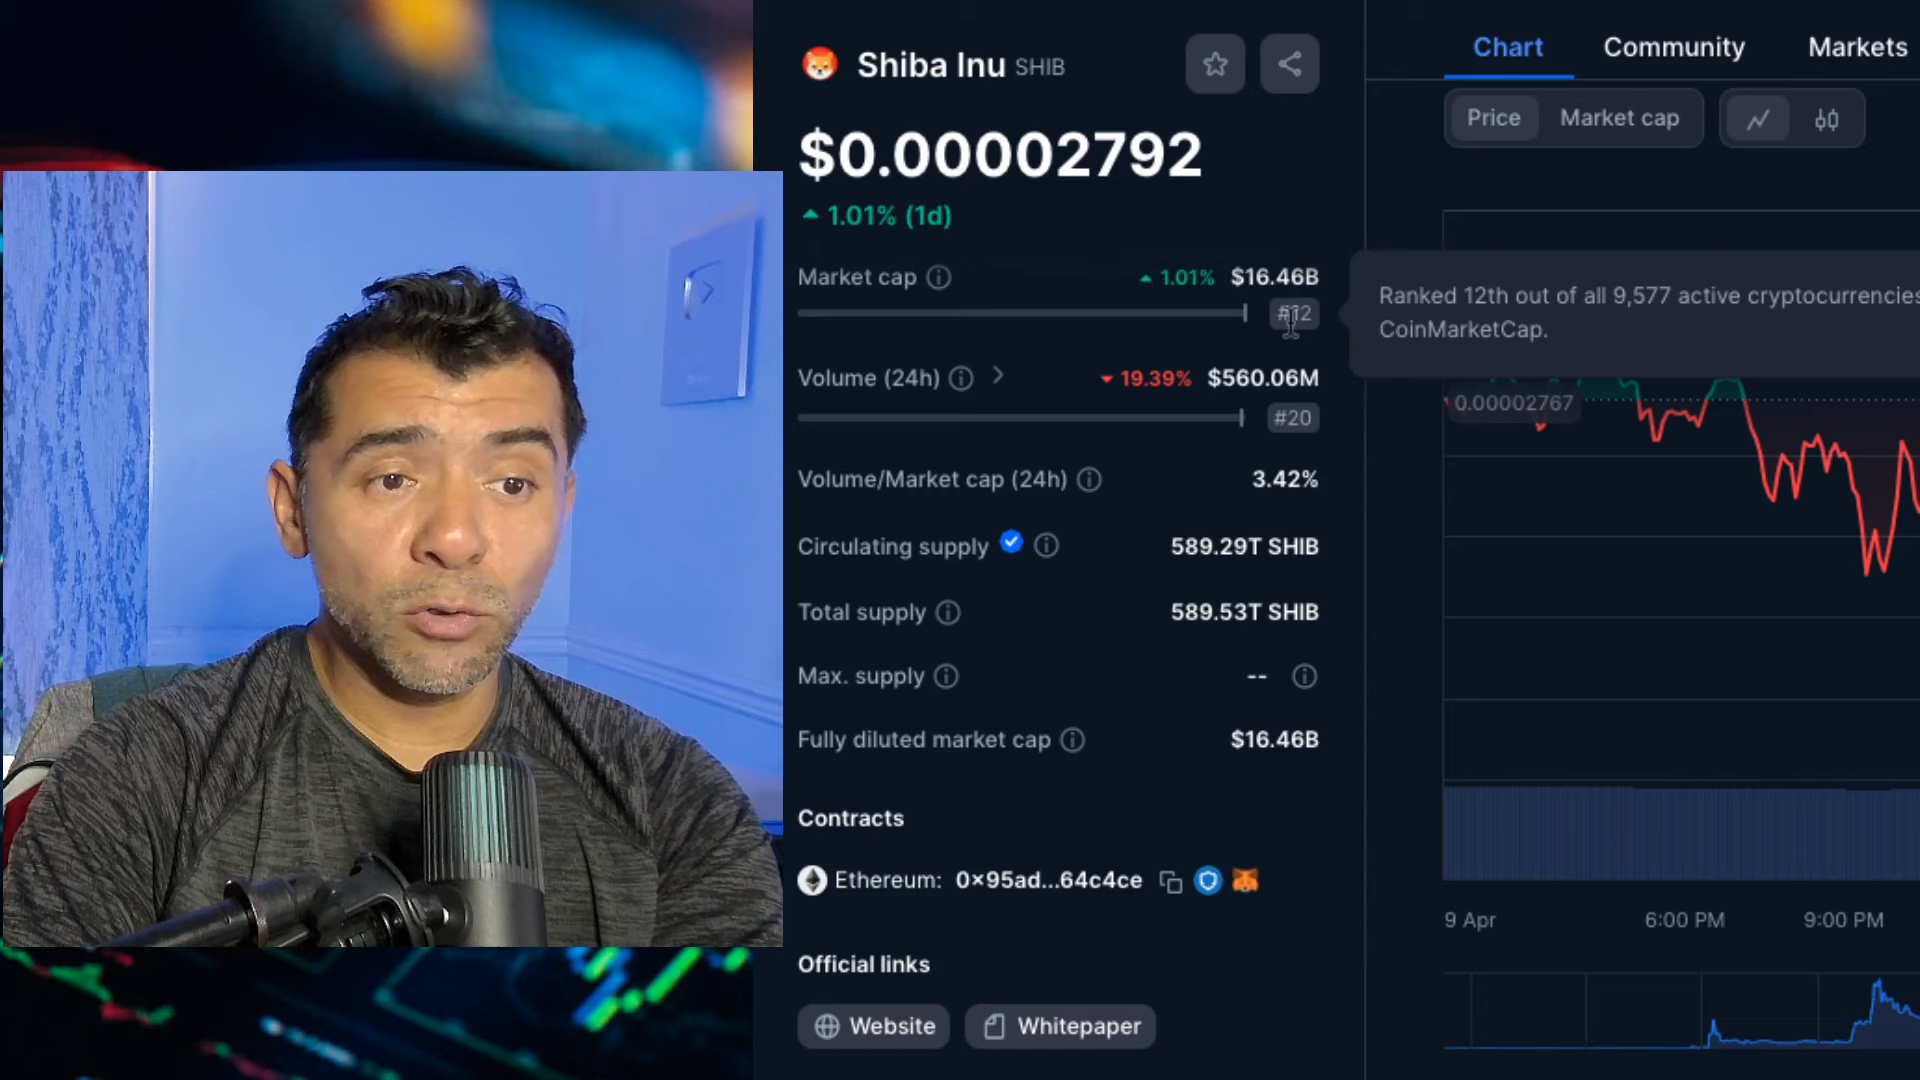 Shiba Inu SHIB
$0.00002792
1.01% (1d)
Market cap 1.01% $16.46B
#12
Volume (24h) 19.39% $560.06M
#20
Volume/Market cap (24h) 3.42%
Circulating supply 589.29T SHIB
Total supply 589.53T SHIB
Max. supply --
Fully diluted market cap $16.46B
Contracts
Ethereum: 0x95ad...64c4ce
Official links
Website Whitepaper
Chart Community Markets
Price Market cap
Ranked 12th out of all 9,577 active cryptocurrencies
CoinMarketCap.
0.00002767
9 Apr 6:00 PM 9:00 PM